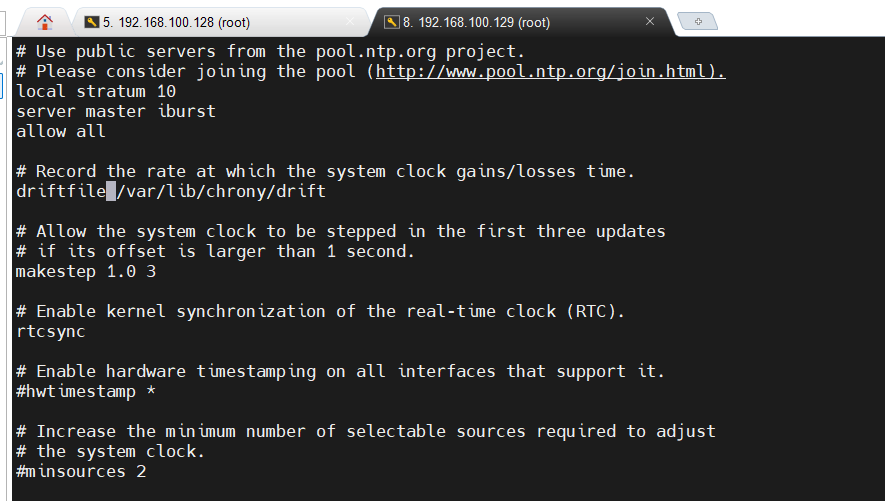 5. 192.168.100.128 (root)
8. 192.168.100.129 (root)
# Use public servers from the pool.ntp.org project.
# Please consider joining the pool (http://www.pool.ntp.org/join.html).
local stratum 10
server master iburst
allow all
# Record the rate at which the system clock gains/losses time.
driftfile /var/lib/chrony/drift
# Allow the system clock to be stepped in the first three updates
# if its offset is larger than 1 second.
makestep 1.0 3
# Enable kernel synchronization of the real-time clock (RTC).
rtcsync
# Enable hardware timestamping on all interfaces that support it.
#hwtimestamp *
# Increase the minimum number of selectable sources required to adjust
# the system clock.
#minsources 2